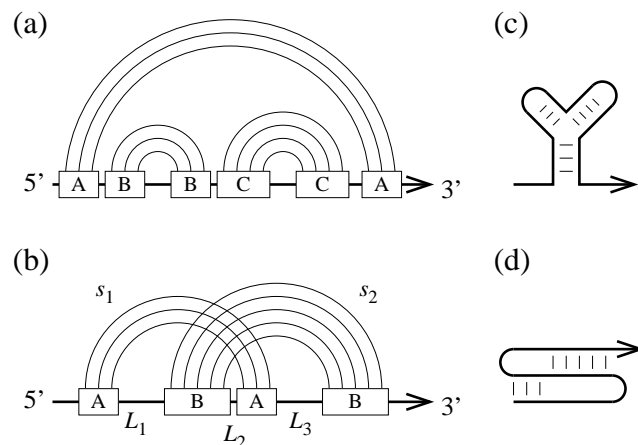 (a)
5’ A B B C C A 3’
(b)
s1 s2
5’ A B A B 3’
L1 L2 L3
(c)
(d)